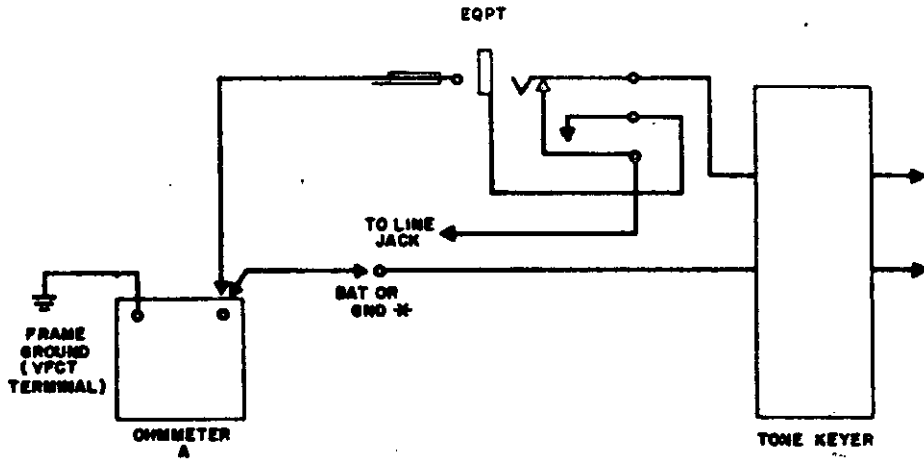 EQPT
TO LINE
JACK
BAT OR
GND *
FRAME
GROUND
(VFCT
TERMINAL)
OHMMETER
A
TONE KEYER